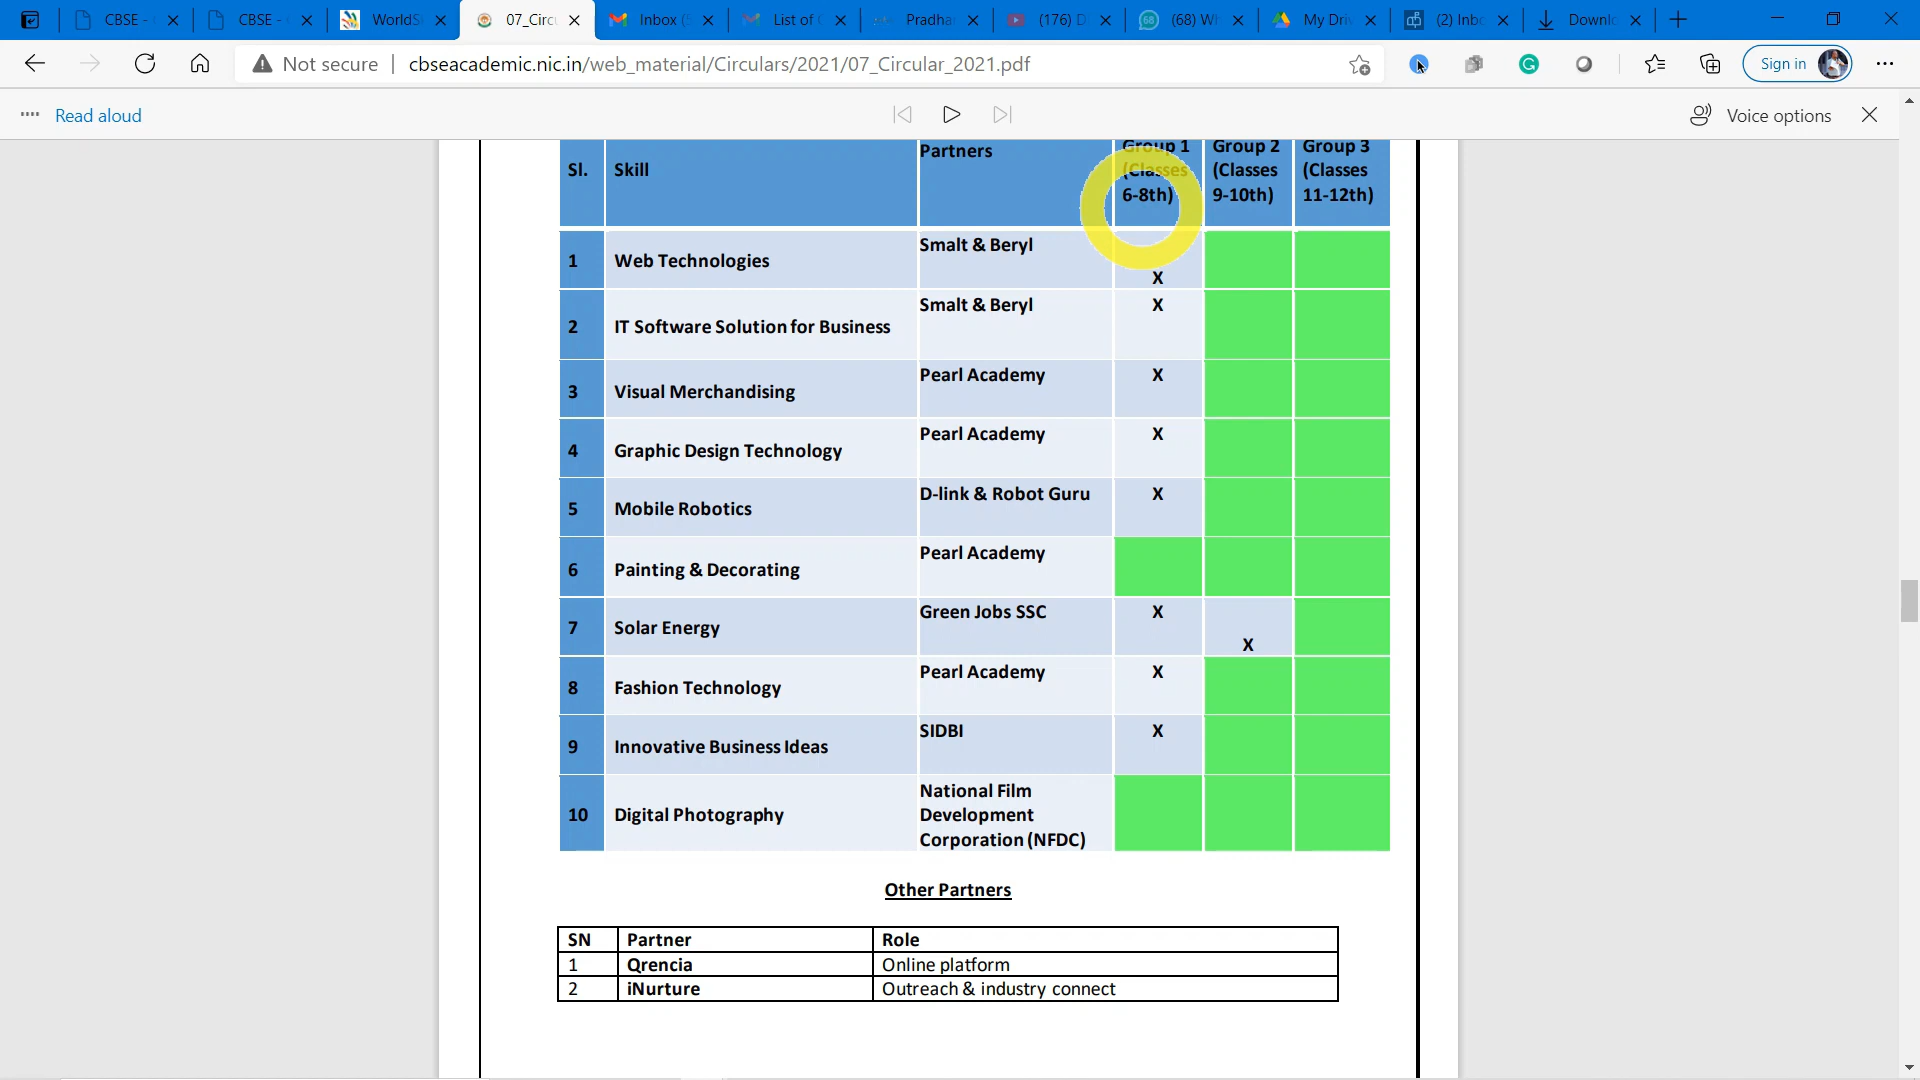 CBSE -
CBSE -
WorldS
07_Circu
Inbox (5
List of
Pradha
(176) D
(68) Wh
My Driv
(2) Inbo
Downl
Not secure | cbseacademic.nic.in/web_material/Circulars/2021/07_Circular_2021.pdf
Sign in
Read aloud
Voice options
Sl. Skill Partners Group 1 (Classes 6-8th) Group 2 (Classes 9-10th) Group 3 (Classes 11-12th)
1 Web Technologies Smalt & Beryl X
2 IT Software Solution for Business Smalt & Beryl X
3 Visual Merchandising Pearl Academy X
4 Graphic Design Technology Pearl Academy X
5 Mobile Robotics D-link & Robot Guru X
6 Painting & Decorating Pearl Academy
7 Solar Energy Green Jobs SSC X X
8 Fashion Technology Pearl Academy X
9 Innovative Business Ideas SIDBI X
10 Digital Photography National Film Development Corporation (NFDC)
Other Partners
SN Partner Role
1 Qrencia Online platform
2 iNurture Outreach & industry connect